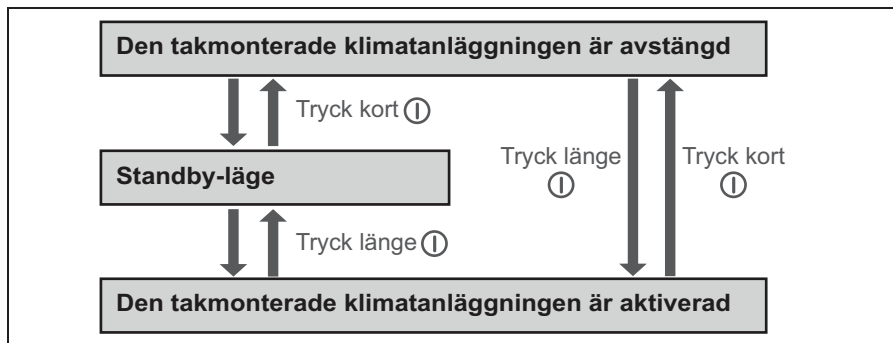 Den takmonterade klimatanläggningen är avstängd
Tryck kort
Standby-läge
Tryck länge
Tryck kort
Tryck länge
Den takmonterade klimatanläggningen är aktiverad